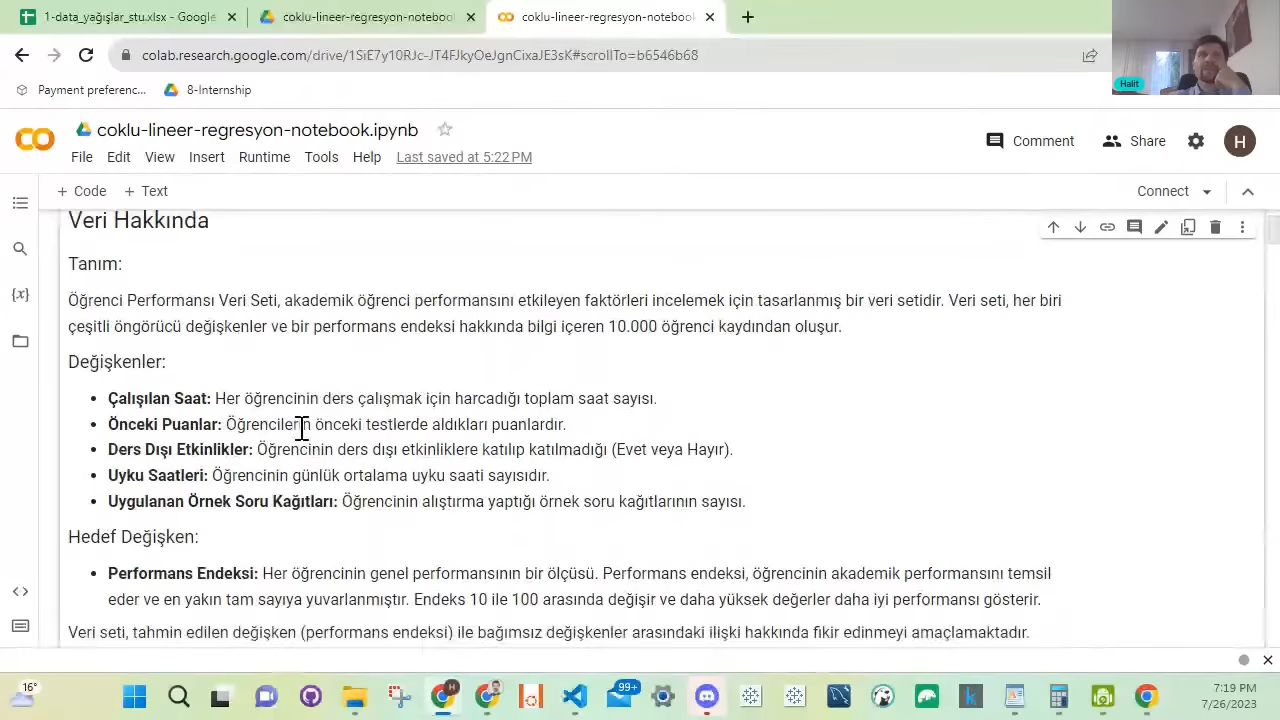 1-data_yağışlar_stu.xlsx - Google
coklu-lineer-regresyon-notebook
coklu-lineer-regresyon-notebook
colab.research.google.com/drive/1SiE7y10RJc-JT4FJkyOeJgnCixaJE3sK#scrollTo=b6546b68
Payment preferenc...
8-Internship
Halit
coklu-lineer-regresyon-notebook.ipynb
Comment
Share
H
File Edit View Insert Runtime Tools Help Last saved at 5:22 PM
+ Code + Text
Connect
Veri Hakkında
Tanım:
Öğrenci Performansı Veri Seti, akademik öğrenci performansını etkileyen faktörleri incelemek için tasarlanmış bir veri setidir. Veri seti, her biri
çeşitli öngörücü değişkenler ve bir performans endeksi hakkında bilgi içeren 10.000 öğrenci kaydından oluşur.
Değişkenler:
• Çalışılan Saat: Her öğrencinin ders çalışmak için harcadığı toplam saat sayısı.
• Önceki Puanlar: Öğrencilerin önceki testlerde aldıkları puanlardır.
• Ders Dışı Etkinlikler: Öğrencinin ders dışı etkinliklere katılıp katılmadığı (Evet veya Hayır).
• Uyku Saatleri: Öğrencinin günlük ortalama uyku saati sayısıdır.
• Uygulanan Örnek Soru Kağıtları: Öğrencinin alıştırma yaptığı örnek soru kağıtlarının sayısı.
Hedef Değişken:
• Performans Endeksi: Her öğrencinin genel performansının bir ölçüsü. Performans endeksi, öğrencinin akademik performansını temsil
eder ve en yakın tam sayıya yuvarlanmıştır. Endeks 10 ile 100 arasında değişir ve daha yüksek değerler daha iyi performansı gösterir.
Veri seti, tahmin edilen değişken (performans endeksi) ile bağımsız değişkenler arasındaki ilişki hakkında fikir edinmeyi amaçlamaktadır.
16°
99+
7:19 PM
7/26/2023